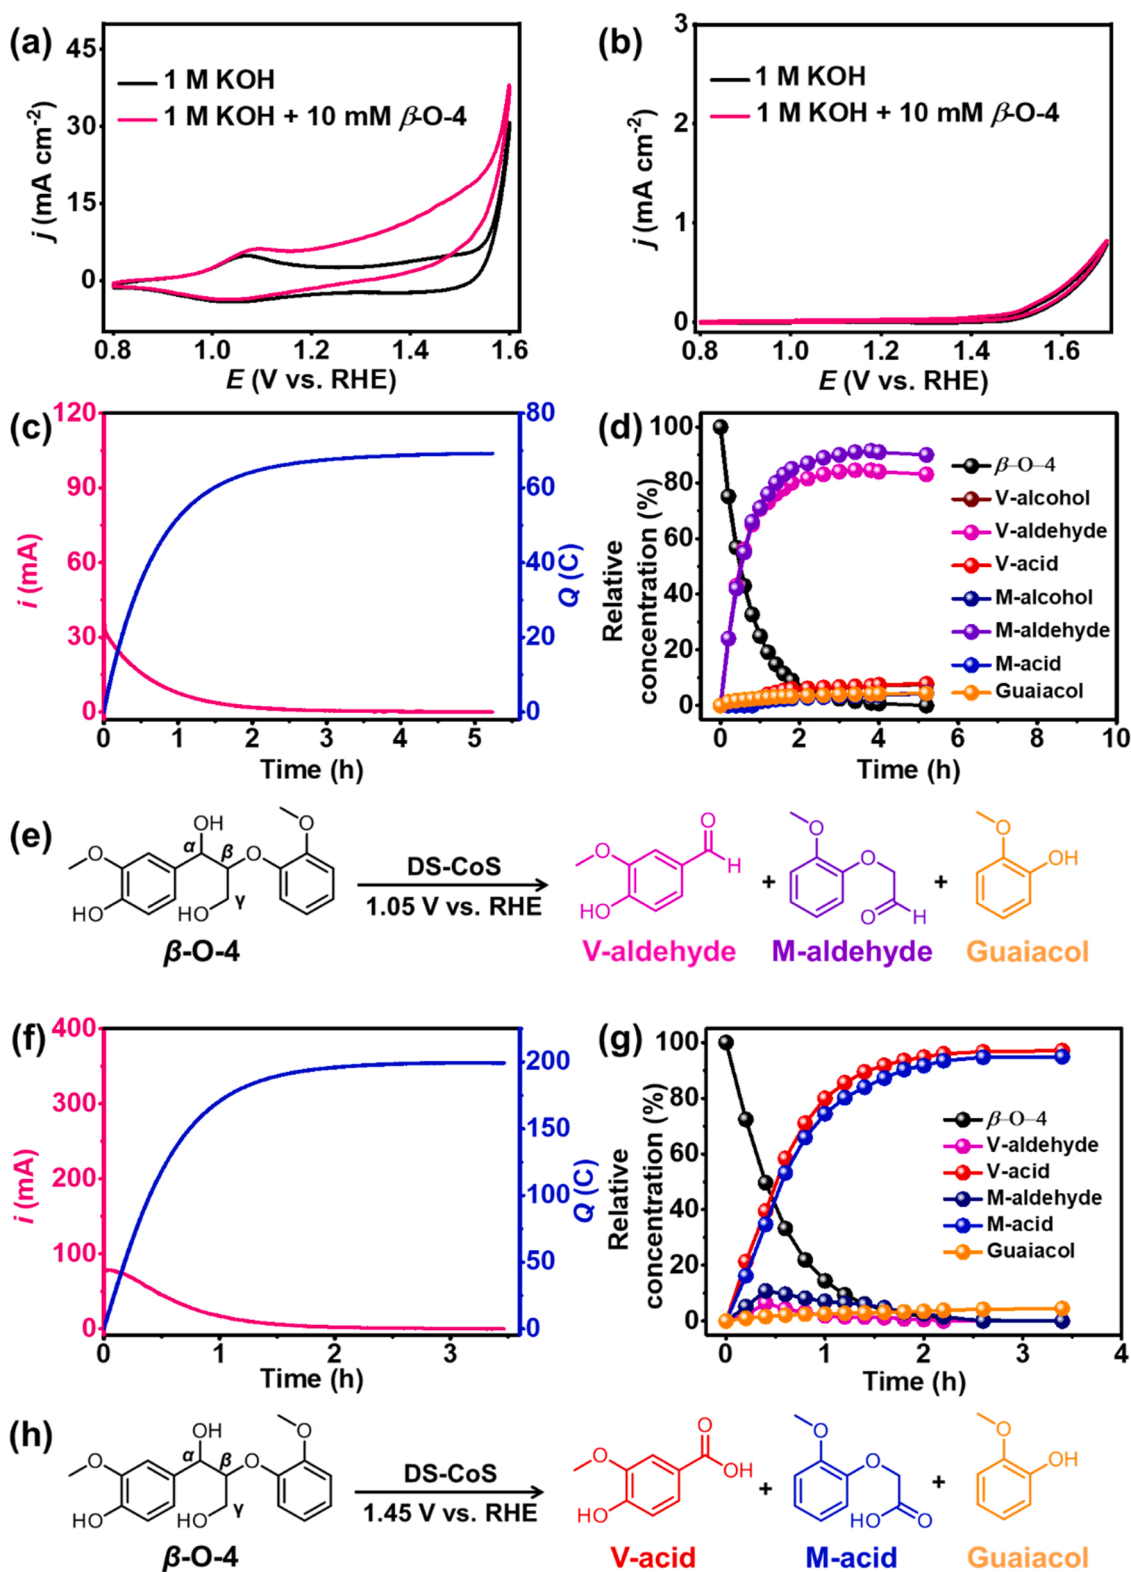 (a)
45
30
15
0
j (mA cm-2)
1 M KOH
1 M KOH + 10 mM β-O-4
0.8 1.0 1.2 1.4 1.6
E (V vs. RHE)
(b)
3
2
1
0
j (mA cm-2)
1 M KOH
1 M KOH + 10 mM β-O-4
0.8 1.0 1.2 1.4 1.6
E (V vs. RHE)
(c)
120
90
60
30
0
i (mA)
80
60
40
20
0
Q (C)
0 1 2 3 4 5
Time (h)
(d)
100
80
60
40
20
0
Relative
concentration (%)
β-O-4
V-alcohol
V-aldehyde
V-acid
M-alcohol
M-aldehyde
M-acid
Guaiacol
0 2 4 6 8 10
Time (h)
(e)
OH
O
α
β
O
O
HO
HO
γ
β-O-4
DS-CoS
1.05 V vs. RHE
O
O
H
HO
V-aldehyde
+
O
O
O
H
M-aldehyde
+
O
OH
Guaiacol
(f)
400
300
200
100
0
i (mA)
200
150
100
50
0
Q (C)
0 1 2 3
Time (h)
(g)
100
80
60
40
20
0
Relative
concentration (%)
β-O-4
V-aldehyde
V-acid
M-aldehyde
M-acid
Guaiacol
0 1 2 3 4
Time (h)
(h)
OH
O
α
β
O
O
HO
HO
γ
β-O-4
DS-CoS
1.45 V vs. RHE
O
O
OH
HO
V-acid
+
O
O
HO
O
M-acid
+
O
OH
Guaiacol